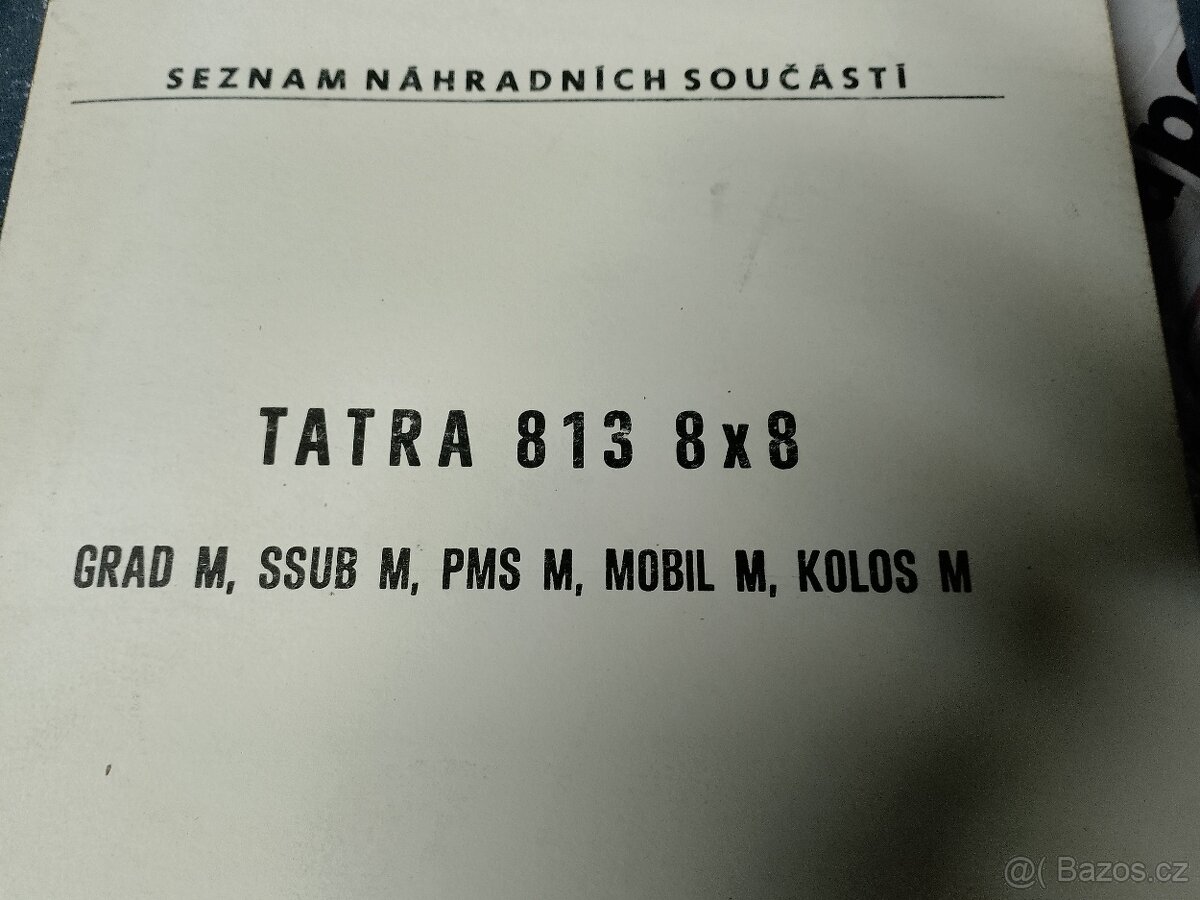 SEZNAM NÁHRADNÍCH SOUČÁSTÍ
TATRA 813 8x8
GRAD M, SSUB M, PMS M, MOBIL M, KOLOS M
@( Bazos.cz